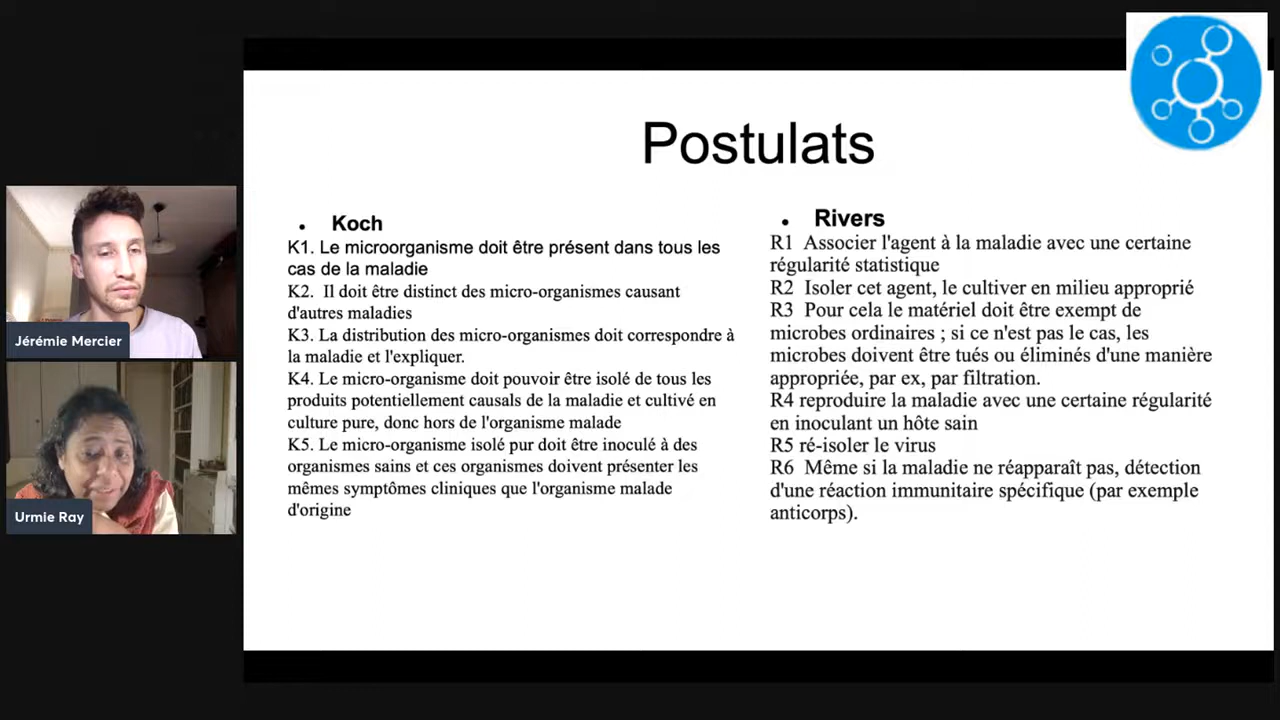 Postulats
• Koch
K1. Le microorganisme doit être présent dans tous les
cas de la maladie
K2. Il doit être distinct des micro-organismes causant
d'autres maladies
K3. La distribution des micro-organismes doit correspondre à
la maladie et l'expliquer.
K4. Le micro-organisme doit pouvoir être isolé de tous les
produits potentiellement causals de la maladie et cultivé en
culture pure, donc hors de l'organisme malade
K5. Le micro-organisme isolé pur doit être inoculé à des
organismes sains et ces organismes doivent présenter les
mêmes symptômes cliniques que l'organisme malade
d'origine
• Rivers
R1 Associer l'agent à la maladie avec une certaine
régularité statistique
R2 Isoler cet agent, le cultiver en milieu approprié
R3 Pour cela le matériel doit être exempt de
microbes ordinaires ; si ce n'est pas le cas, les
microbes doivent être tués ou éliminés d'une manière
appropriée, par ex, par filtration.
R4 reproduire la maladie avec une certaine régularité
en inoculant un hôte sain
R5 ré-isoler le virus
R6 Même si la maladie ne réapparaît pas, détection
d'une réaction immunitaire spécifique (par exemple
anticorps).
Jérémie Mercier
Urmie Ray